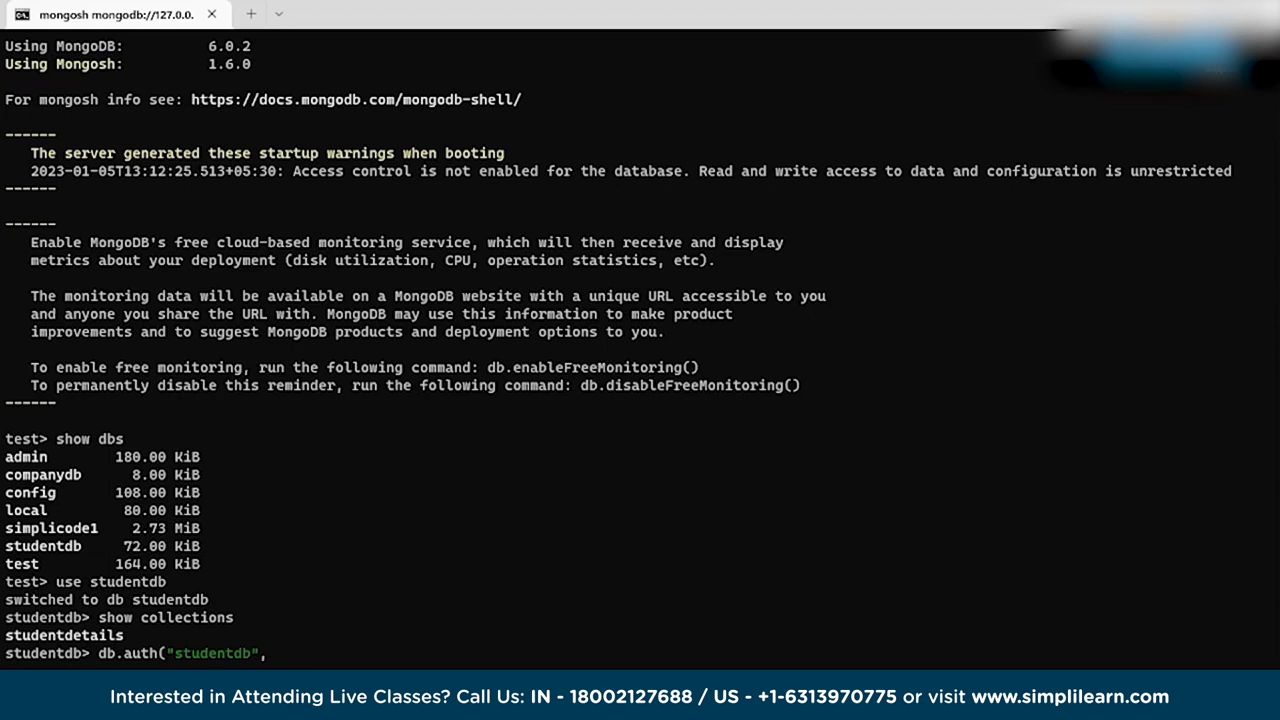 mongosh mongodb://127.0.0.
Using MongoDB: 6.0.2
Using Mongosh: 1.6.0
For mongosh info see: https://docs.mongodb.com/mongodb-shell/
------
The server generated these startup warnings when booting
2023-01-05T13:12:25.513+05:30: Access control is not enabled for the database. Read and write access to data and configuration is unrestricted
------
------
Enable MongoDB's free cloud-based monitoring service, which will then receive and display
metrics about your deployment (disk utilization, CPU, operation statistics, etc).
The monitoring data will be available on a MongoDB website with a unique URL accessible to you
and anyone you share the URL with. MongoDB may use this information to make product
improvements and to suggest MongoDB products and deployment options to you.
To enable free monitoring, run the following command: db.enableFreeMonitoring()
To permanently disable this reminder, run the following command: db.disableFreeMonitoring()
------
test> show dbs
admin 180.00 KiB
companydb 8.00 KiB
config 108.00 KiB
local 80.00 KiB
simplicode1 2.73 MiB
studentdb 72.00 KiB
test 164.00 KiB
test> use studentdb
switched to db studentdb
studentdb> show collections
studentdetails
studentdb> db.auth("studentdb",
Interested in Attending Live Classes? Call Us: IN - 18002127688 / US - +1-6313970775 or visit www.simplilearn.com